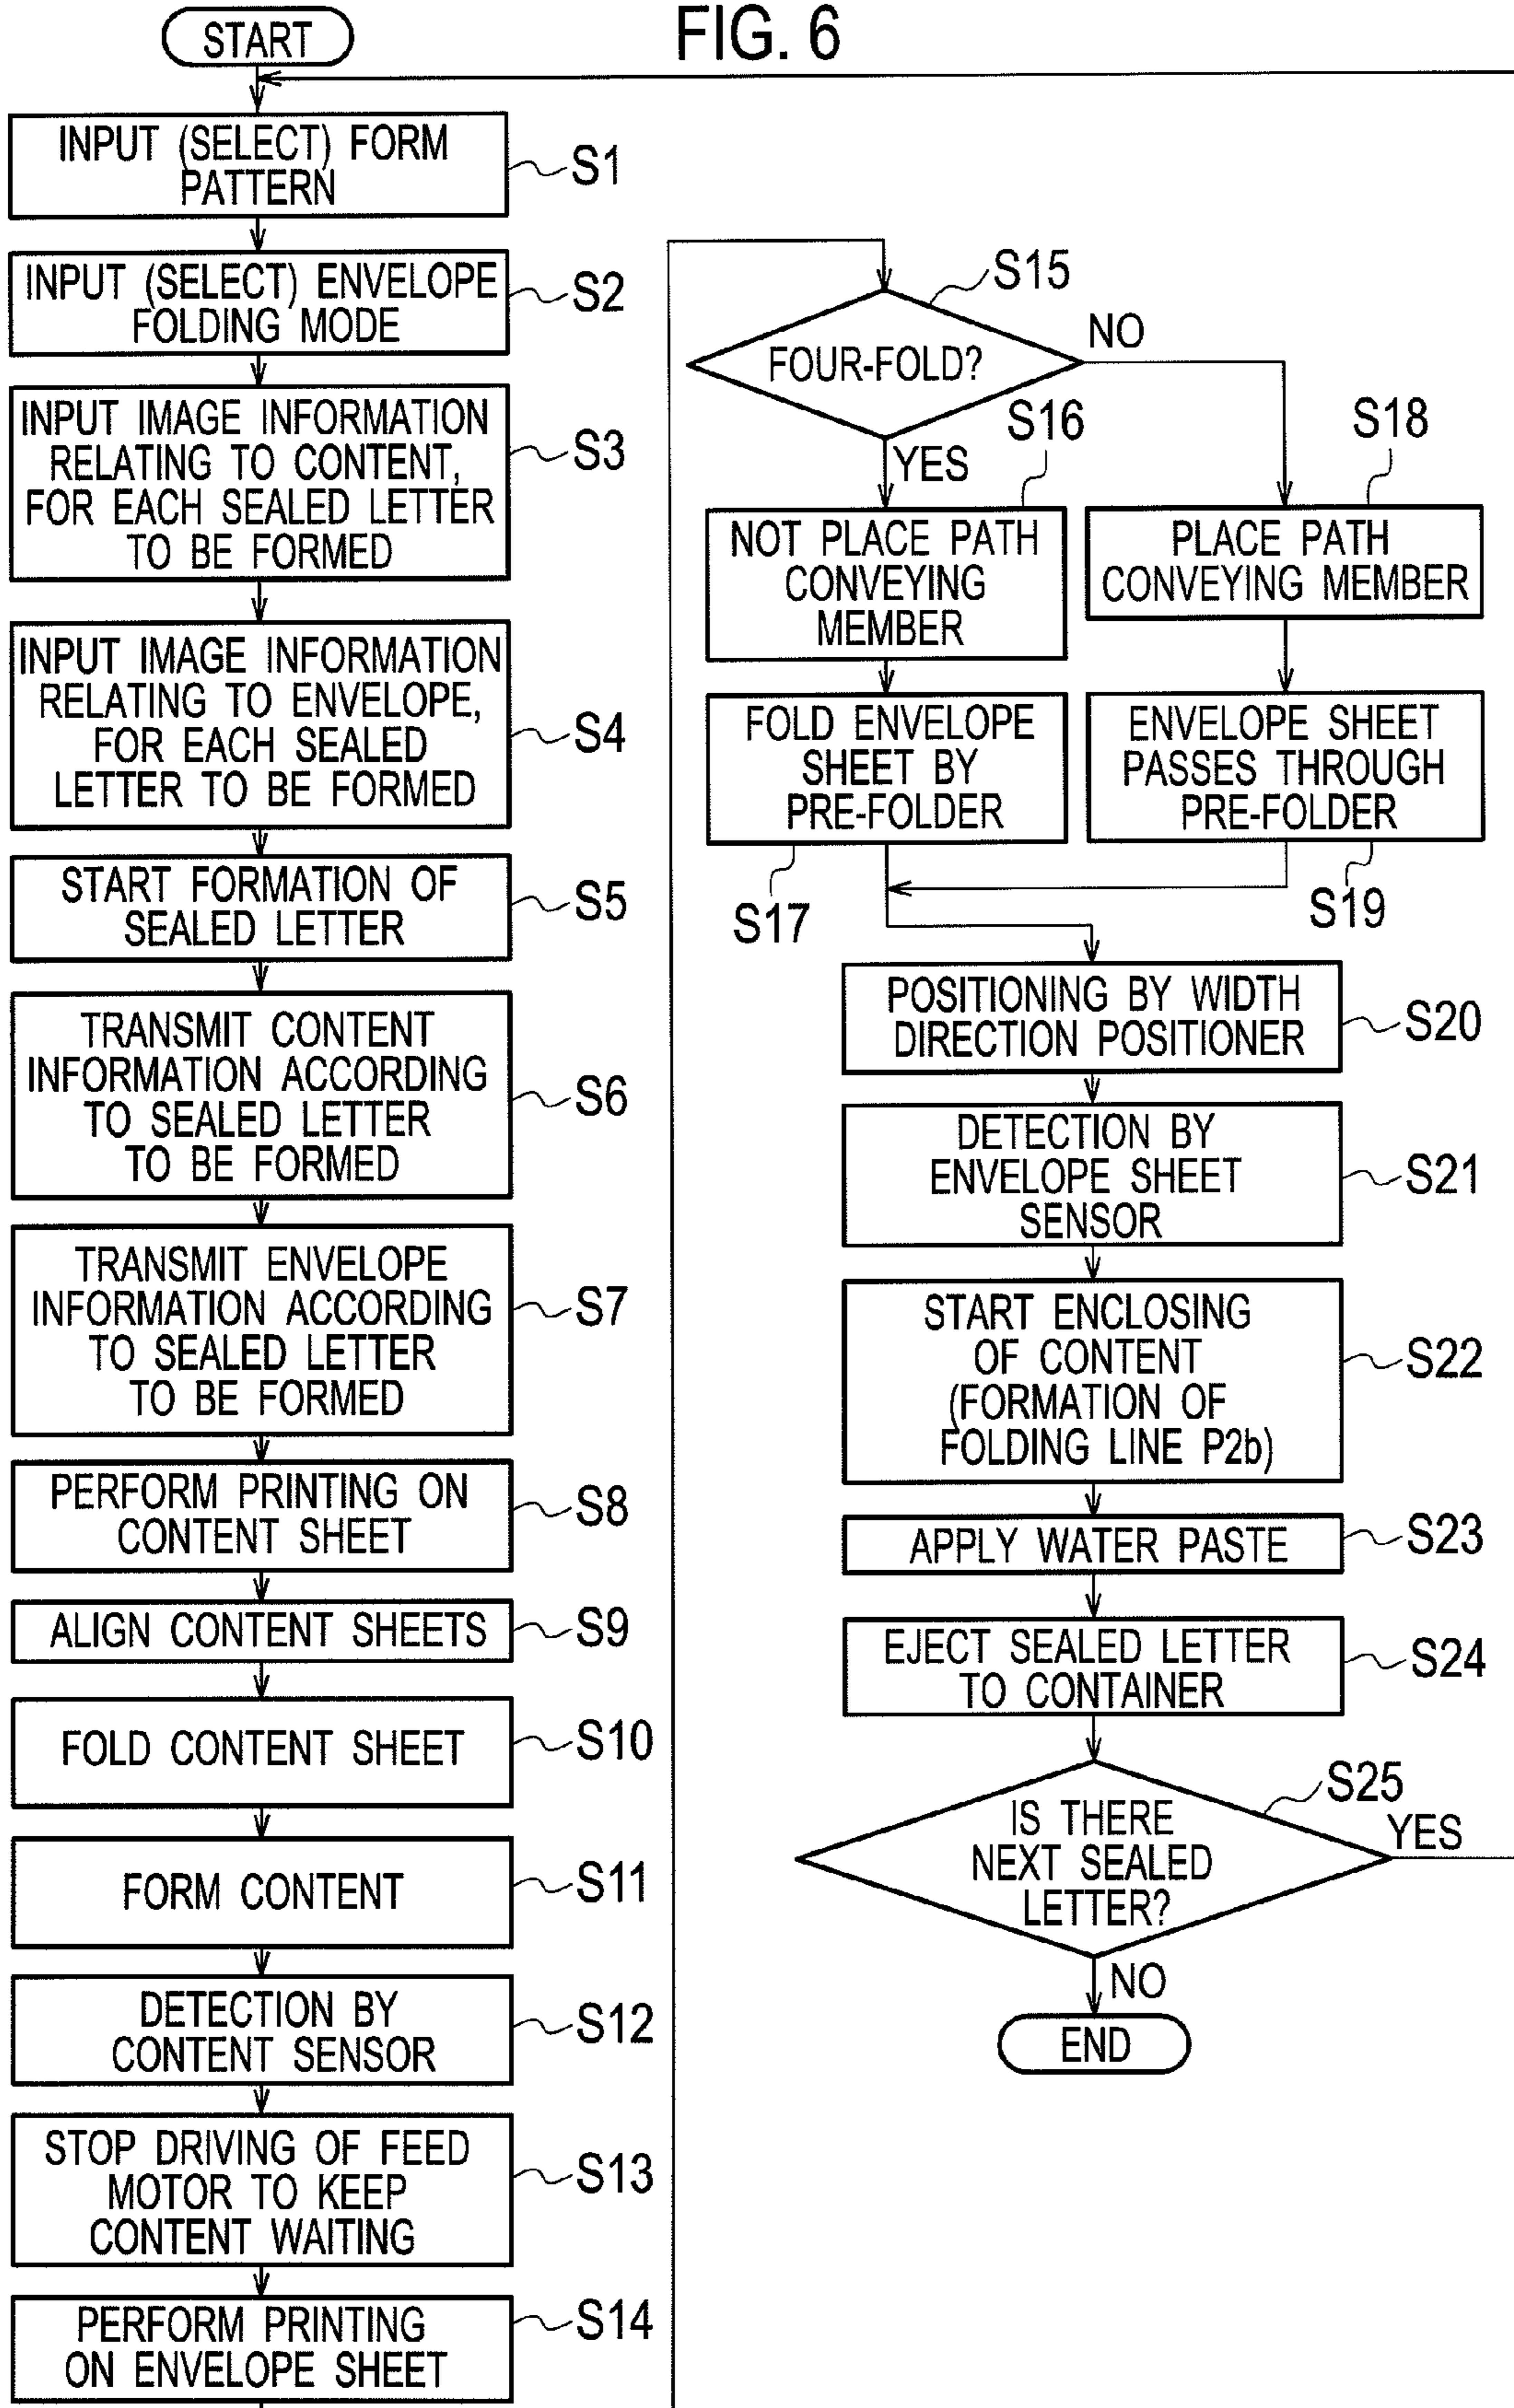 FIG. 6
START
INPUT (SELECT) FORM
PATTERN
S1
INPUT (SELECT) ENVELOPE
FOLDING MODE
S2
INPUT IMAGE INFORMATION
RELATING TO CONTENT,
FOR EACH SEALED LETTER
TO BE FORMED
S3
INPUT IMAGE INFORMATION
RELATING TO ENVELOPE,
FOR EACH SEALED
LETTER TO BE FORMED
S4
START FORMATION OF
SEALED LETTER
S5
TRANSMIT CONTENT
INFORMATION ACCORDING
TO SEALED LETTER
TO BE FORMED
S6
TRANSMIT ENVELOPE
INFORMATION ACCORDING
TO SEALED LETTER
TO BE FORMED
S7
PERFORM PRINTING ON
CONTENT SHEET
S8
ALIGN CONTENT SHEETS
S9
FOLD CONTENT SHEET
S10
FORM CONTENT
S11
DETECTION BY
CONTENT SENSOR
S12
STOP DRIVING OF FEED
MOTOR TO KEEP
CONTENT WAITING
S13
PERFORM PRINTING
ON ENVELOPE SHEET
S14
S15
FOUR-FOLD?
NO
YES
S16
NOT PLACE PATH
CONVEYING
MEMBER
FOLD ENVELOPE
SHEET BY
PRE-FOLDER
S17
S18
PLACE PATH
CONVEYING MEMBER
ENVELOPE SHEET
PASSES THROUGH
PRE-FOLDER
S19
POSITIONING BY WIDTH
DIRECTION POSITIONER
S20
DETECTION BY
ENVELOPE SHEET
SENSOR
S21
START ENCLOSING
OF CONTENT
(FORMATION OF
FOLDING LINE P2b)
S22
APPLY WATER PASTE
S23
EJECT SEALED LETTER
TO CONTAINER
S24
S25
IS THERE
NEXT SEALED
LETTER?
YES
NO
END